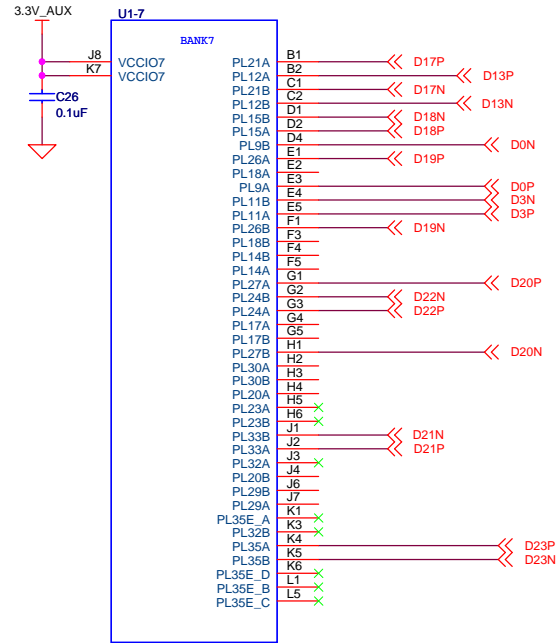 3.3V_AUX
U1-7
BANK7
J8 VCCIO7 PL21A B1 D17P
K7 VCCIO7 PL12A B2 D13P
PL21B C1 D17N
C26 PL12B C2 D13N
0.1uF PL15B D1 D18N
PL15A D2 D18P
PL9B D4 D0N
PL26A E1 D19P
PL18A E2
PL9A E3 D0P
PL11B E4 D3N
PL11A E5 D3P
PL26B F1 D19N
PL18B F3
PL14B F4
PL14A F5
PL27A G1 D20P
PL24B G2 D22N
PL24A G3 D22P
PL17A G4
PL17B G5
PL27B H1 D20N
PL30A H2
PL30B H3
PL20A H4
PL23A H5
PL23B H6
PL33B J1 D21N
PL33A J2 D21P
PL32A J3
PL20B J4
PL29B J6
PL29A J7
PL35E_A K1
PL32B K3
PL35A K4 D23P
PL35B K5 D23N
PL35E_D K6
PL35E_B L1
PL35E_C L5